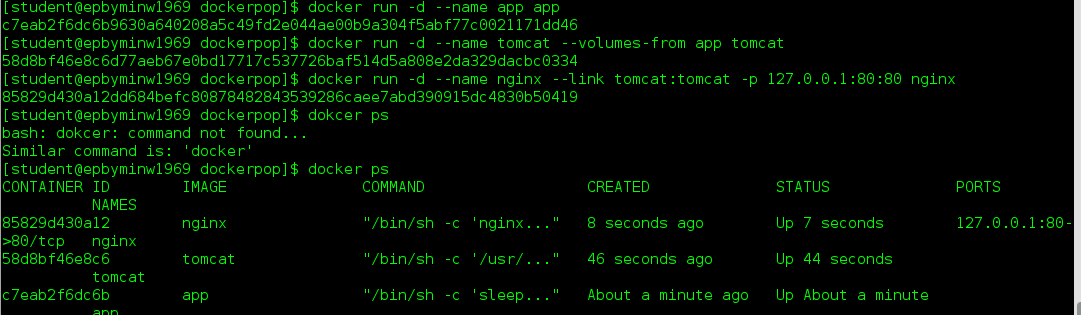 [student@epbyminw1969 dockerpop]$ docker run -d --name app app
c7eab2f6dc6b9630a640208a5c49fd2e044ae00b9a304f5abf77c0021171dd46
[student@epbyminw1969 dockerpop]$ docker run -d --name tomcat --volumes-from app tomcat
58d8bf46e8c6d77aeb67e0bd17717c537726baf514d5a808e2da329dacbc0334
[student@epbyminw1969 dockerpop]$ docker run -d --name nginx --link tomcat:tomcat -p 127.0.0.1:80:80 nginx
85829d430a12dd684befc80878482843539286caee7abd390915dc4830b50419
[student@epbyminw1969 dockerpop]$ dokcer ps
bash: dokcer: command not found...
Similar command is: 'docker'
[student@epbyminw1969 dockerpop]$ docker ps
CONTAINER ID        IMAGE               COMMAND                  CREATED              STATUS              PORTS
          NAMES
85829d430a12        nginx               "/bin/sh -c 'nginx..."   8 seconds ago        Up 7 seconds        127.0.0.1:80-
>80/tcp   nginx
58d8bf46e8c6        tomcat              "/bin/sh -c '/usr/..."   46 seconds ago       Up 44 seconds
          tomcat
c7eab2f6dc6b        app                 "/bin/sh -c 'sleep..."   About a minute ago   Up About a minute
          app